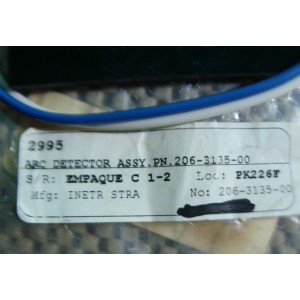 2995
ARC DETECTOR ASSY.PN.206-3135-00
S/R: EMPAQUE C 1-2 Loc: PK226F
Mfg: INETR STRA No: 206-3135-00